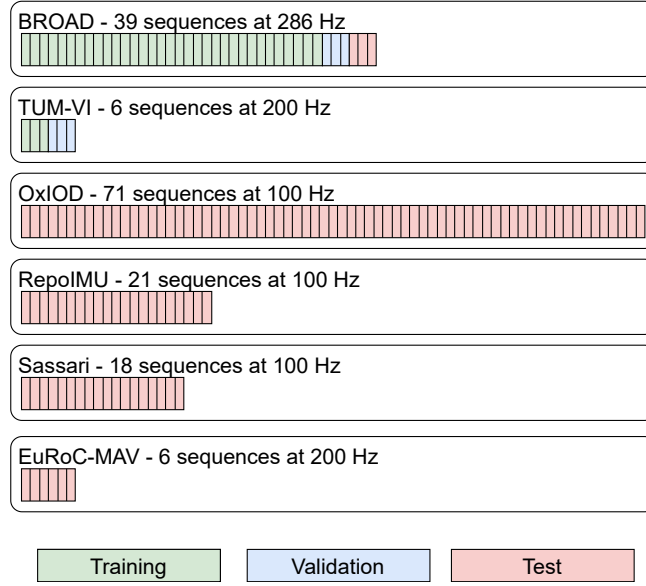 BROAD - 39 sequences at 286 Hz
TUM-VI - 6 sequences at 200 Hz
OxIOD - 71 sequences at 100 Hz
RepoIMU - 21 sequences at 100 Hz
Sassari - 18 sequences at 100 Hz
EuRoC-MAV - 6 sequences at 200 Hz
Training Validation Test